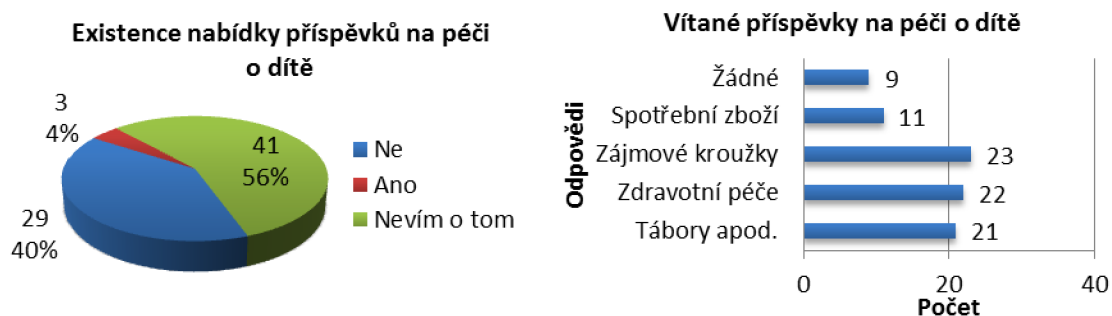 Existence nabídky příspěvků na péči
o dítě
3
4%
41
56%
29
40%
Ne
Ano
Nevím o tom
Vítané příspěvky na péči o dítě
Odpovědi
Žádné
9
Spotřební zboží
11
Zájmové kroužky
23
Zdravotní péče
22
Tábory apod.
21
0
20
40
Počet